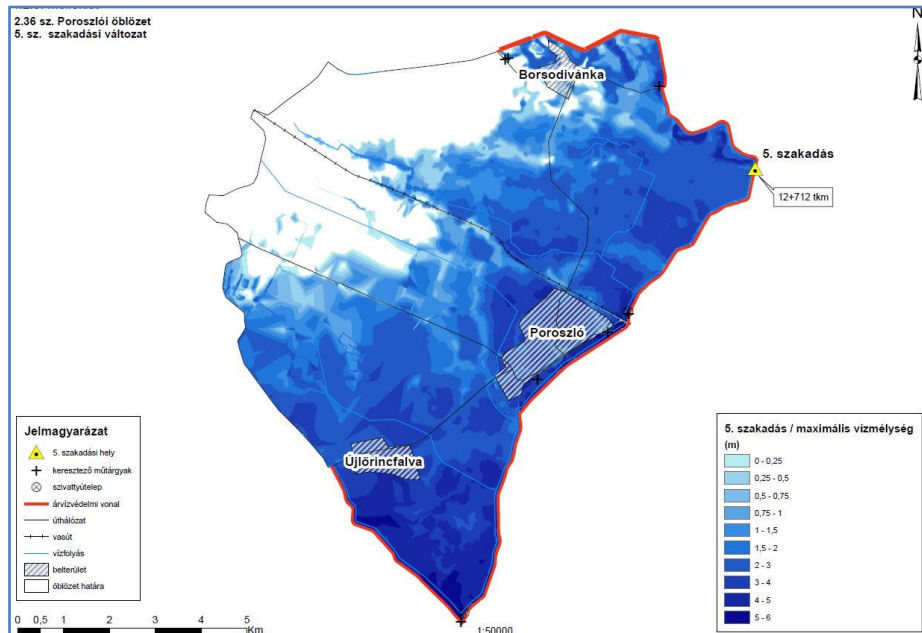 2.36 sz. Poroszlói öblözet
5. sz. szakadási változat
N
Borsodivánka
5. szakadás
12+712 tkm
Poroszló
Újlőrincfalva
Jelmagyarázat
5. szakadási hely
keresztező műtárgyak
szivattyútelep
árvízvédelmi vonal
úthálózat
vasút
vízfolyás
belterület
öblözet határa
0 0,5 1 2 3 4 5
Km
1:50000
5. szakadás / maximális vízmélység
(m)
0 - 0,25
0,25 - 0,5
0,5 - 0,75
0,75 - 1
1 - 1,5
1,5 - 2
2 - 3
3 - 4
4 - 5
5 - 6